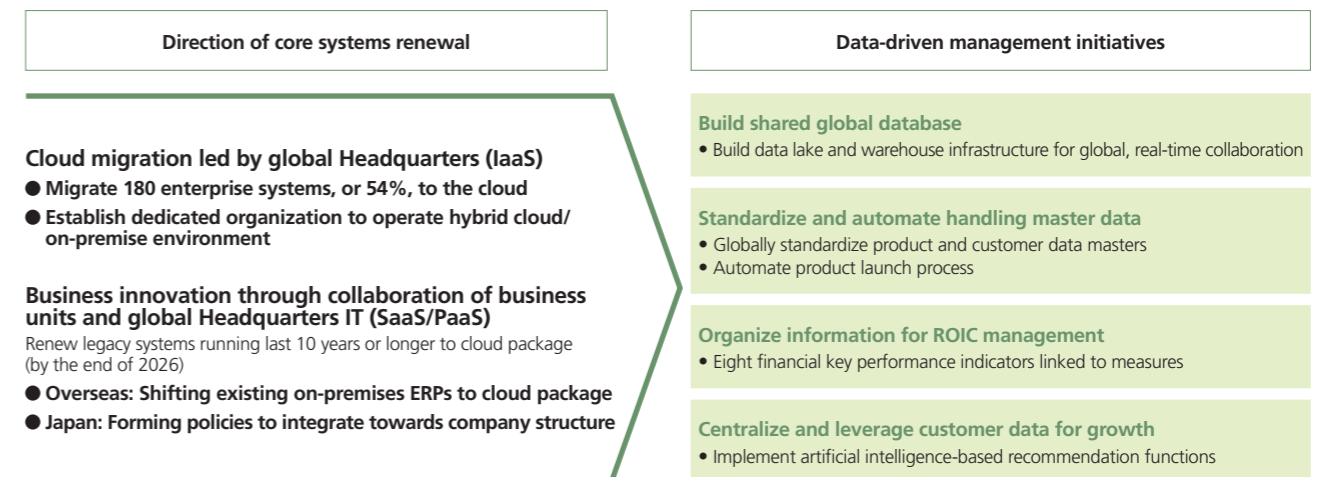 Direction of core systems renewal
Cloud migration led by global Headquarters (IaaS)
● Migrate 180 enterprise systems, or 54%, to the cloud
● Establish dedicated organization to operate hybrid cloud/
on-premise environment
Business innovation through collaboration of business
units and global Headquarters IT (SaaS/PaaS)
Renew legacy systems running last 10 years or longer to cloud package
(by the end of 2026)
● Overseas: Shifting existing on-premises ERPs to cloud package
● Japan: Forming policies to integrate towards company structure
Data-driven management initiatives
Build shared global database
• Build data lake and warehouse infrastructure for global, real-time collaboration
Standardize and automate handling master data
• Globally standardize product and customer data masters
• Automate product launch process
Organize information for ROIC management
• Eight financial key performance indicators linked to measures
Centralize and leverage customer data for growth
• Implement artificial intelligence-based recommendation functions